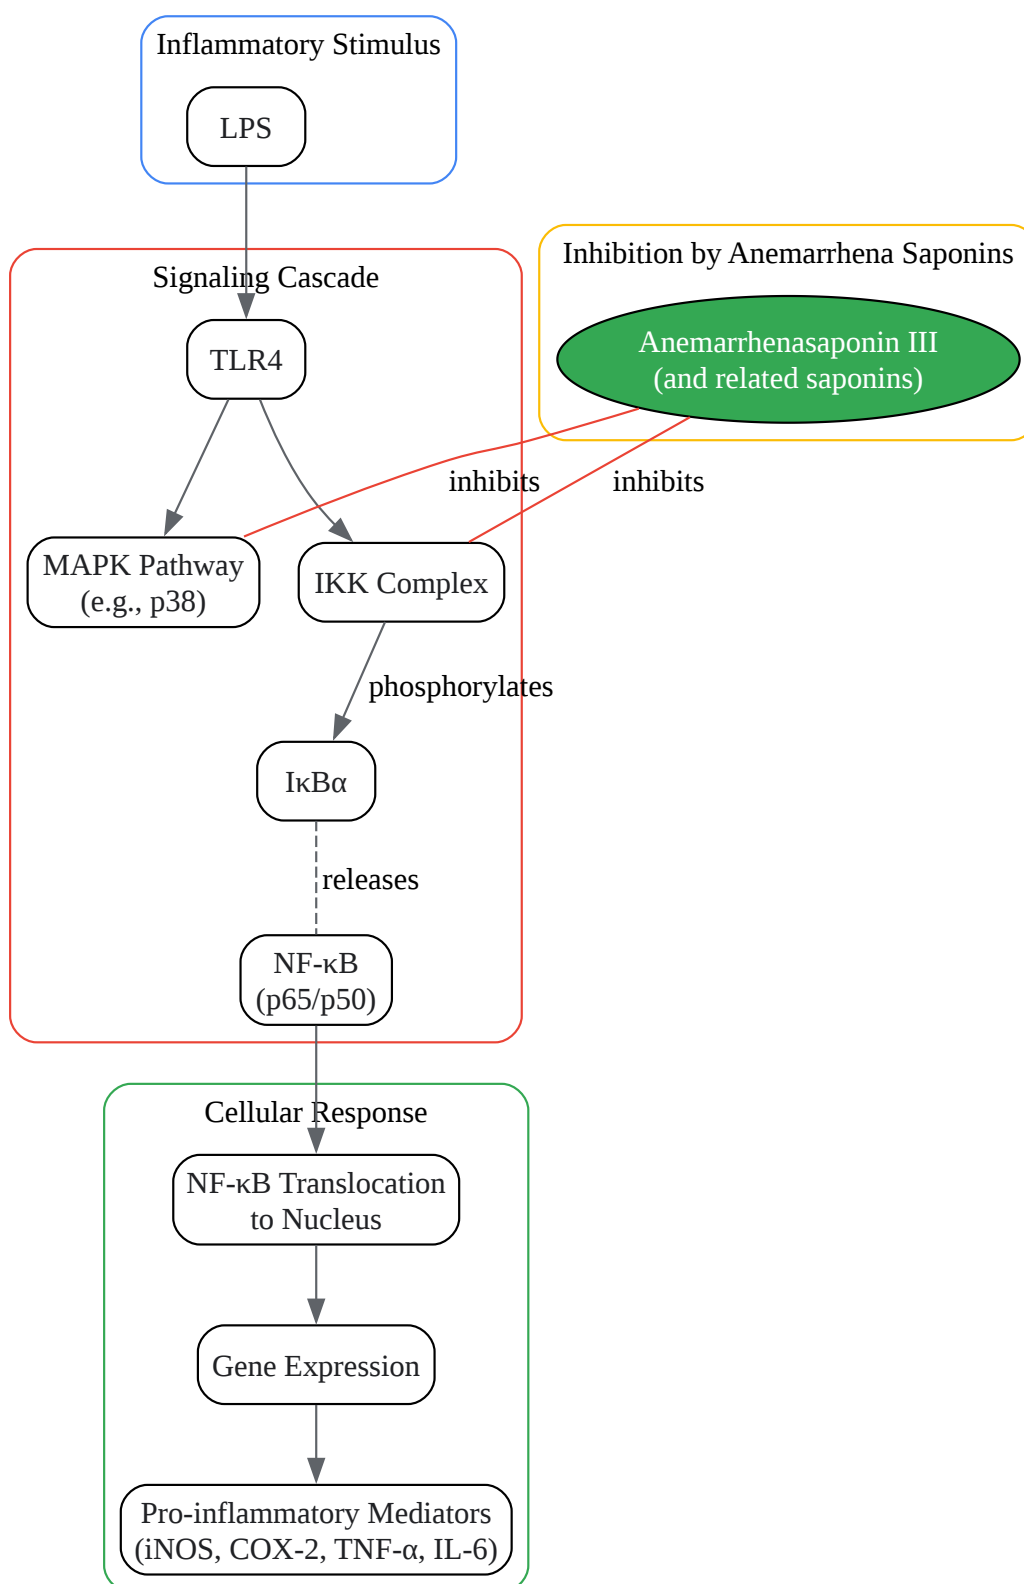 Inflammatory Stimulus
LPS
Inhibition by Anemarrhena Saponins
Signaling Cascade
Anemarrhenasaponin III
(and related saponins)
TLR4
inhibits
inhibits
MAPK Pathway
(e.g., p38)
IKK Complex
phosphorylates
IκBα
releases
NF-κB
(p65/p50)
Cellular Response
NF-κB Translocation
to Nucleus
Gene Expression
Pro-inflammatory Mediators
(iNOS, COX-2, TNF-α, IL-6)